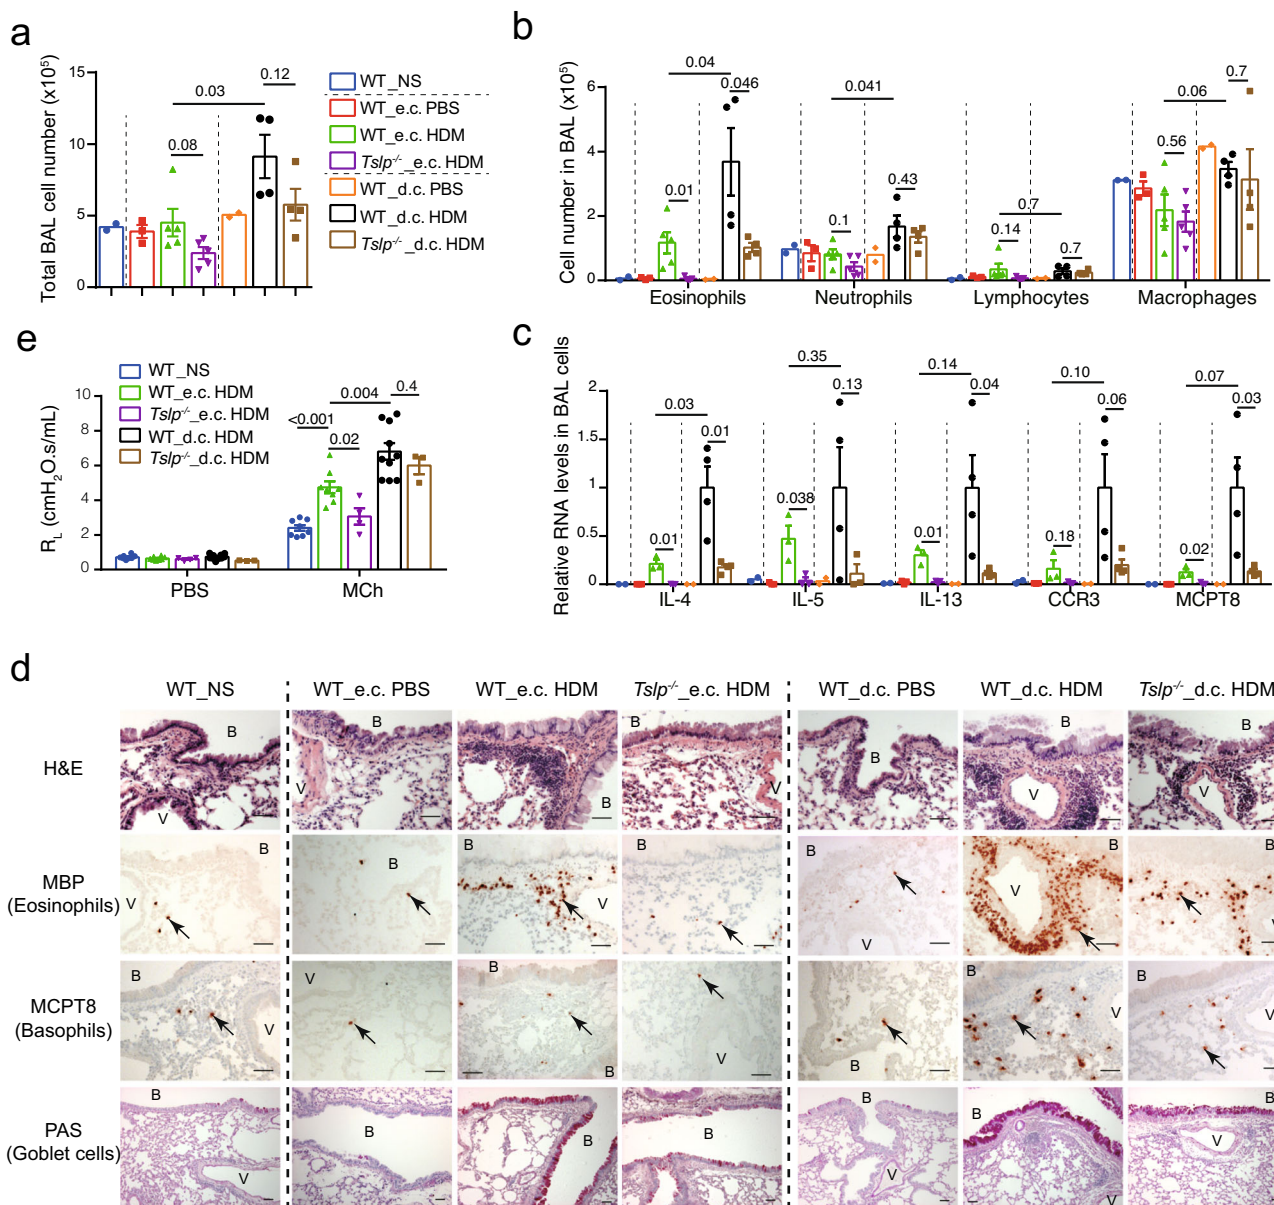 a
Total BAL cell number (x10⁵)
15
10
5
0
0.03
0.12
0.08
WT_NS
WT_e.c. PBS
WT_e.c. HDM
Tslp-/-_e.c. HDM
WT_d.c. PBS
WT_d.c. HDM
Tslp-/-_d.c. HDM
b
Cell number in BAL (x10⁵)
6
4
2
0
0.04
0.046
0.01
0.041
0.43
0.1
0.7
0.14
0.7
0.06
0.7
0.56
Eosinophils
Neutrophils
Lymphocytes
Macrophages
e
R_L (cmH₂O.s/mL)
10
8
6
4
2
0
WT_NS
WT_e.c. HDM
Tslp-/-_e.c. HDM
WT_d.c. HDM
Tslp-/-_d.c. HDM
<0.001
0.004
0.4
0.02
PBS
MCh
c
Relative RNA levels in BAL cells
2
1.5
1
0.5
0
0.03
0.01
0.01
0.35
0.13
0.038
0.14
0.04
0.01
0.10
0.06
0.18
0.07
0.03
0.02
IL-4
IL-5
IL-13
CCR3
MCPT8
d
WT_NS
WT_e.c. PBS
WT_e.c. HDM
Tslp-/-_e.c. HDM
WT_d.c. PBS
WT_d.c. HDM
Tslp-/-_d.c. HDM
H&E
B
V
B
V
B
B
V
B
B
V
B
V
MBP
(Eosinophils)
B
V
B
B
V
B
B
V
B
V
B
MCPT8
(Basophils)
B
V
V
B
B
V
B
B
V
B
V
PAS
(Goblet cells)
B
V
B
B
B
B
V
B
V
B
V